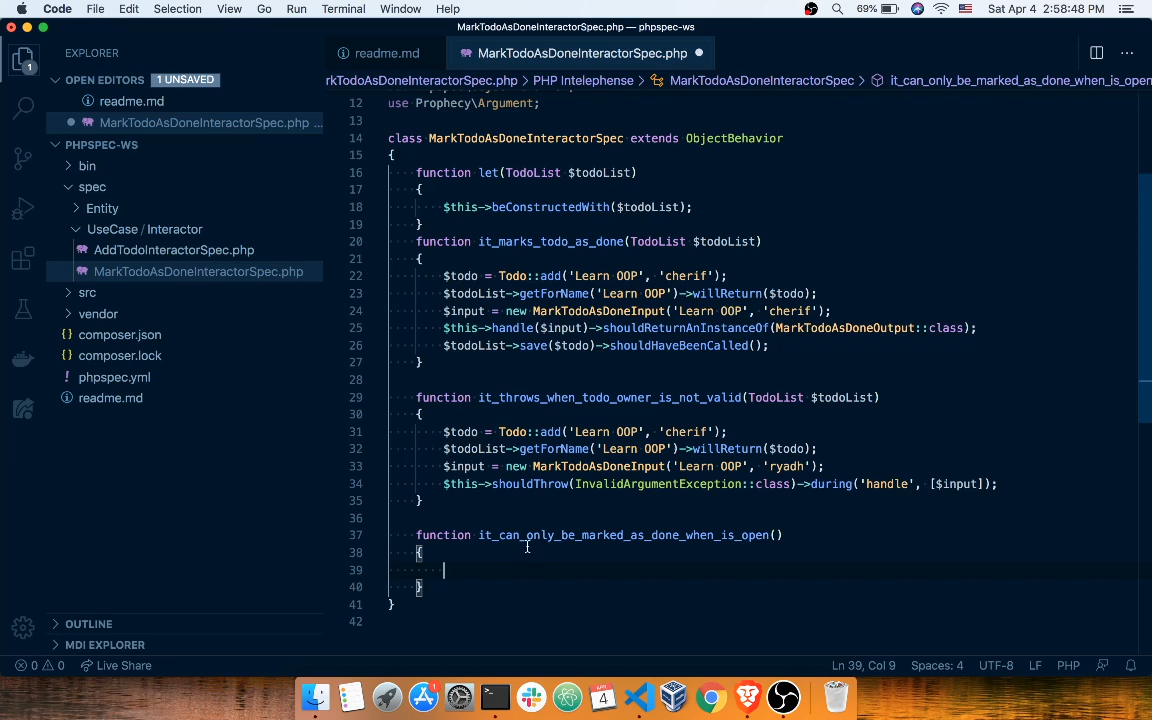 Code File Edit Selection View Go Run Terminal Window Help 69% Sat Apr 4 2:58:48 PM
MarkTodoAsDoneInteractorSpec.php — phpspec-ws
EXPLORER
OPEN EDITORS 1 UNSAVED
readme.md
MarkTodoAsDoneInteractorSpec.php ...
PHPSPEC-WS
bin
spec
Entity
UseCase / Interactor
AddTodoInteractorSpec.php
MarkTodoAsDoneInteractorSpec.php
src
vendor
composer.json
composer.lock
phpspec.yml
readme.md
OUTLINE
MDI EXPLORER
1
readme.md MarkTodoAsDoneInteractorSpec.php
rkTodoAsDoneInteractorSpec.php > PHP Intelephense > MarkTodoAsDoneInteractorSpec > it_can_only_be_marked_as_done_when_is_open
12 use Prophecy\Argument;
13
14 class MarkTodoAsDoneInteractorSpec extends ObjectBehavior
15 {
16 function let(TodoList $todoList)
17 {
18 $this->beConstructedWith($todoList);
19 }
20 function it_marks_todo_as_done(TodoList $todoList)
21 {
22 $todo = Todo::add('Learn OOP', 'cherif');
23 $todoList->getForName('Learn OOP')->willReturn($todo);
24 $input = new MarkTodoAsDoneInput('Learn OOP', 'cherif');
25 $this->handle($input)->shouldReturnAnInstanceOf(MarkTodoAsDoneOutput::class);
26 $todoList->save($todo)->shouldHaveBeenCalled();
27 }
28
29 function it_throws_when_todo_owner_is_not_valid(TodoList $todoList)
30 {
31 $todo = Todo::add('Learn OOP', 'cherif');
32 $todoList->getForName('Learn OOP')->willReturn($todo);
33 $input = new MarkTodoAsDoneInput('Learn OOP', 'ryadh');
34 $this->shouldThrow(InvalidArgumentException::class)->during('handle', [$input]);
35 }
36
37 function it_can_only_be_marked_as_done_when_is_open()
38 {
39
40 }
41 }
42
0 0 Live Share Ln 39, Col 9 Spaces: 4 UTF-8 LF PHP
APR
4
1